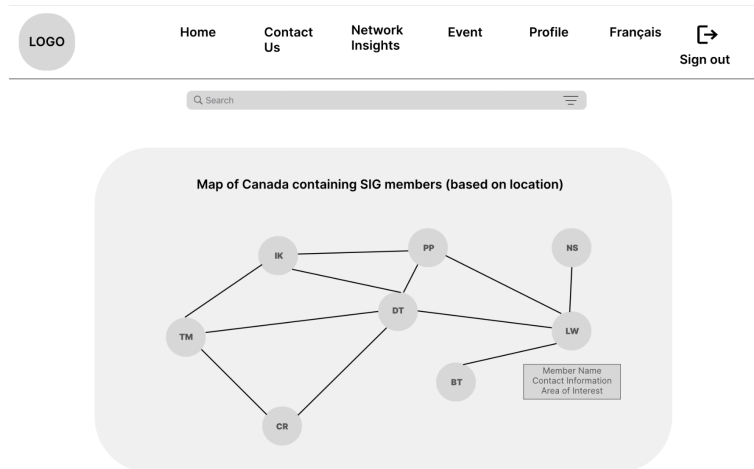 LOGO
Home
Contact
Us
Network
Insights
Event
Profile
Français
Sign out
Search
Map of Canada containing SIG members (based on location)
IK
PP
NS
TM
DT
LW
BT
CR
Member Name
Contact Information
Area of Interest